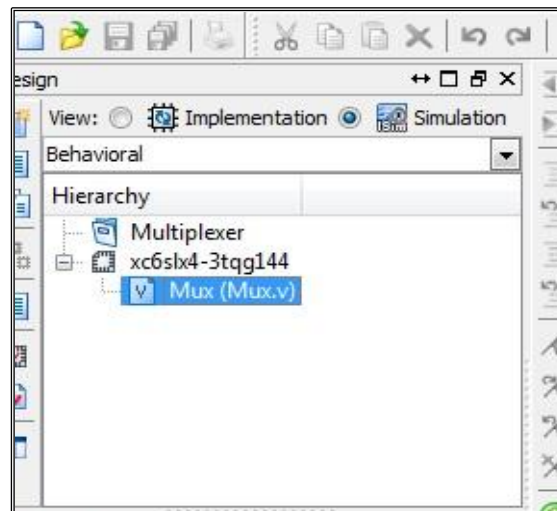 esign
View: Implementation Simulation
Behavioral
Hierarchy
Multiplexer
xc6slx4-3tqg144
Mux (Mux.v)